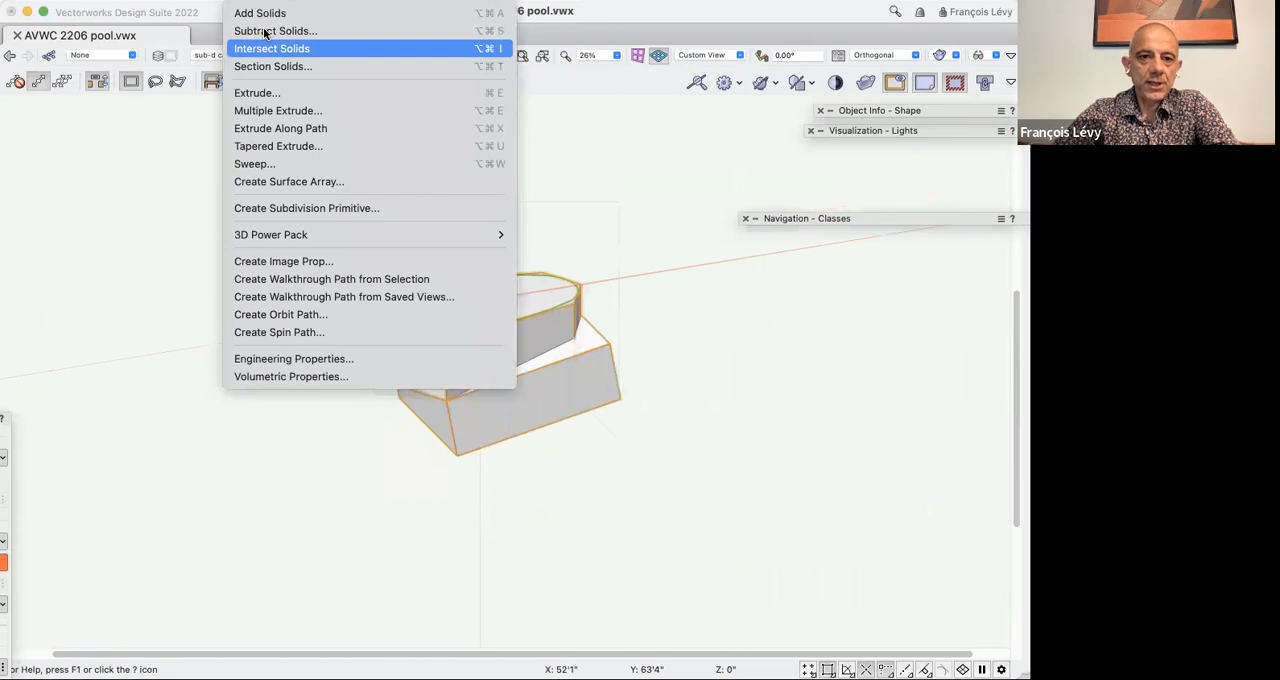 Vectorworks Design Suite 2022
6 pool.vwx
François Lévy
AVWC 2206 pool.vwx
None
sub-d c
26%
Custom View
0.00°
Orthogonal
Add Solids ⌥⌘A
Subtract Solids... ⌥⌘S
Intersect Solids ⌥⌘I
Section Solids... ⌥⌘T
Extrude... ⌘E
Multiple Extrude... ⌥⌘E
Extrude Along Path ⌥⌘X
Tapered Extrude... ⌥⌘U
Sweep... ⌥⌘W
Create Surface Array...
Create Subdivision Primitive...
3D Power Pack
Create Image Prop...
Create Walkthrough Path from Selection
Create Walkthrough Path from Saved Views...
Create Orbit Path...
Create Spin Path...
Engineering Properties...
Volumetric Properties...
Object Info - Shape ?
Visualization - Lights ?
Navigation - Classes ?
François Lévy
?
or Help, press F1 or click the ? icon
X: 52'1" Y: 63'4" Z: 0"